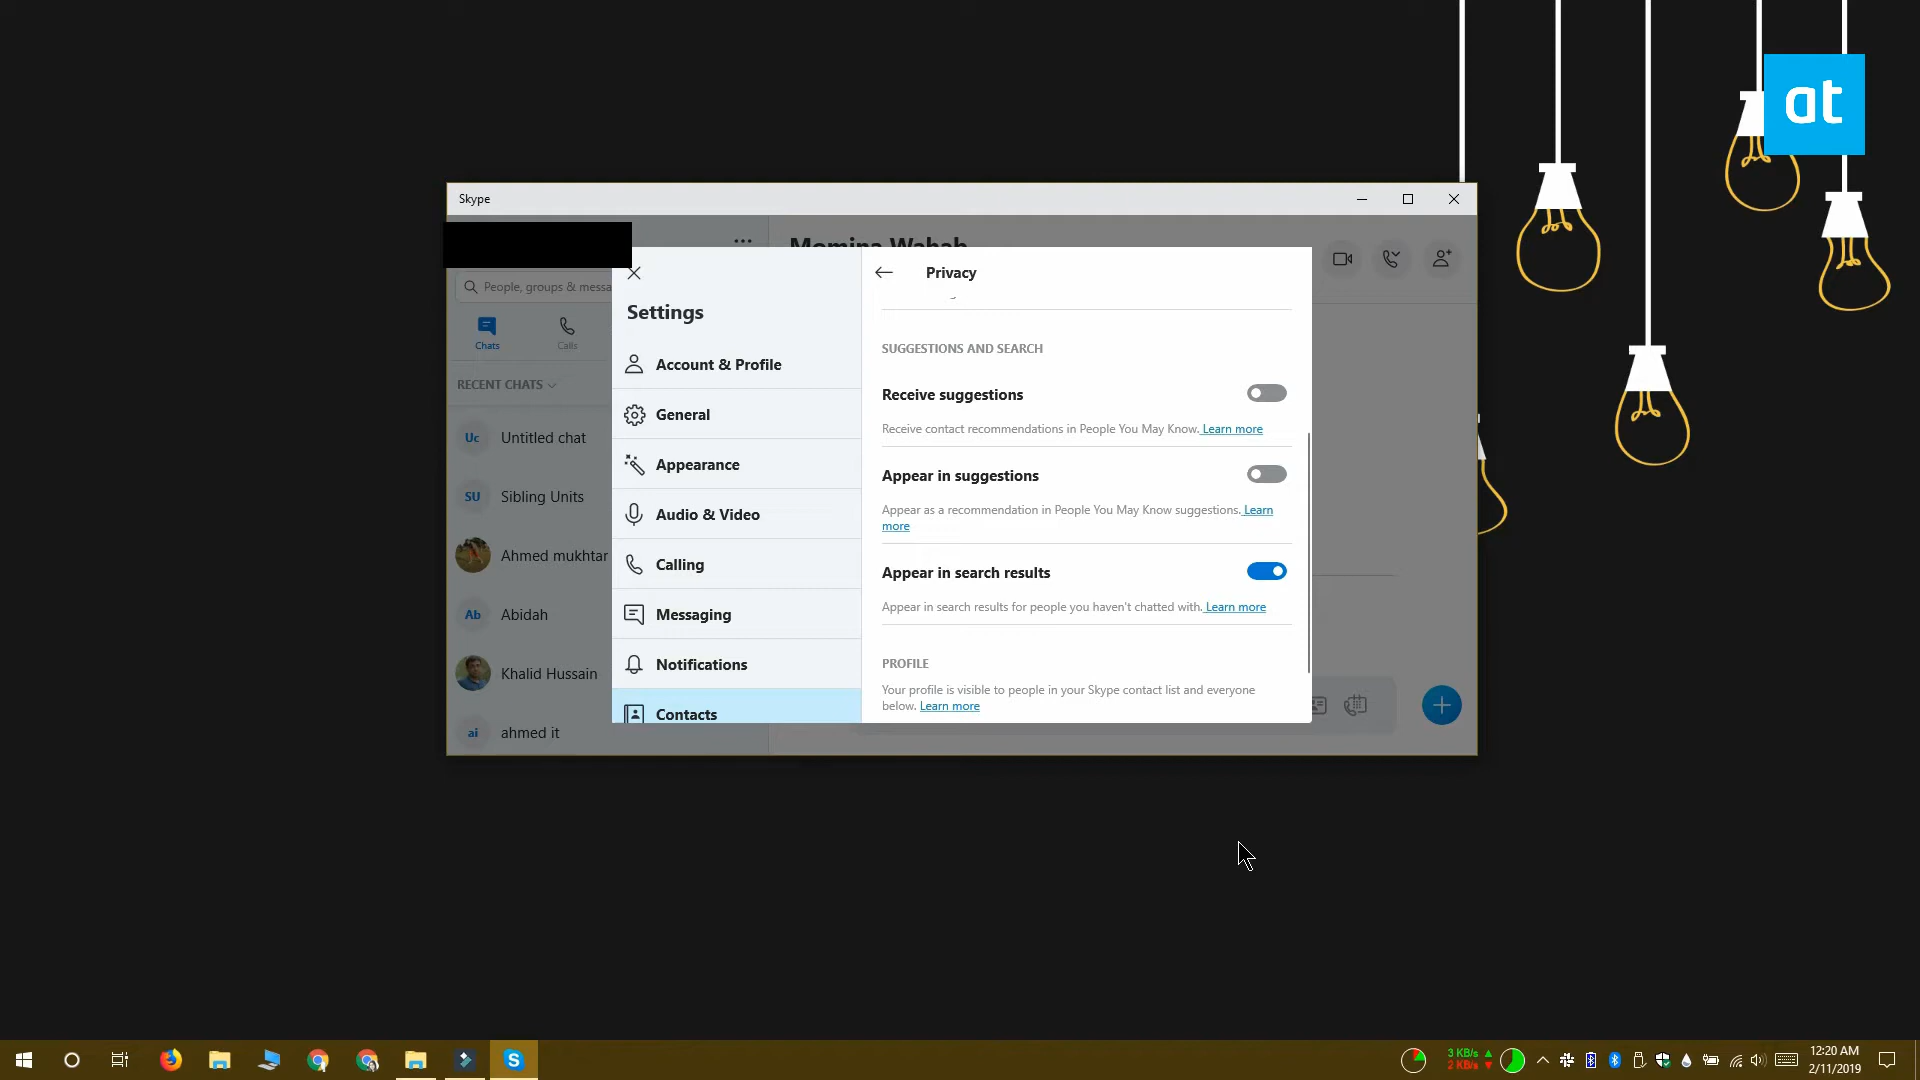 at
Skype
Momina Wahab
People, groups & messa
Chats
Calls
RECENT CHATS
Uc
Untitled chat
SU
Sibling Units
Ahmed mukhtar
Ab
Abidah
Khalid Hussain
ai
ahmed it
Settings
Account & Profile
General
Appearance
Audio & Video
Calling
Messaging
Notifications
Contacts
Privacy
SUGGESTIONS AND SEARCH
Receive suggestions
Receive contact recommendations in People You May Know. Learn more
Appear in suggestions
Appear as a recommendation in People You May Know suggestions. Learn
more
Appear in search results
Appear in search results for people you haven't chatted with. Learn more
PROFILE
Your profile is visible to people in your Skype contact list and everyone
below. Learn more
3 KB/s
2 KB/s
12:20 AM
2/11/2019